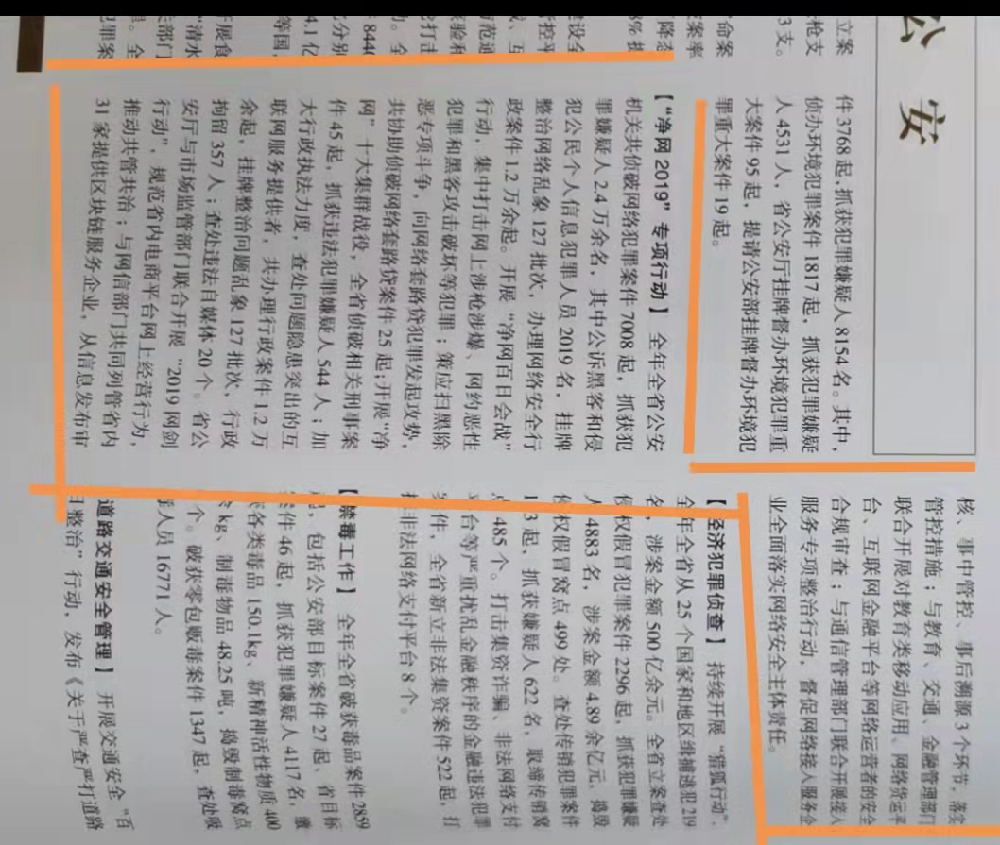 公 安
立案
枪支
3支。
命案
案率
降态
8%
件3768起,抓获犯罪嫌疑人8154名。其中,
侦办环境犯罪案件1817起，抓获犯罪嫌疑
人4531人，省公安厅挂牌督办环境犯罪重
大案件95起，提请公安部挂牌督办环境犯
罪重大案件19起。
【“净网2019”专项行动】 全年全省公安
机关共侦破网络犯罪案件7008起，抓获犯
罪嫌疑人2.4万余名，其中公诉黑客和侵
犯公民个人信息犯罪人员2019名，挂牌
整治网络乱象127批次，办理网络安全行
政案件1.2万余起。开展“净网百日会战”
行动，集中打击网上涉枪涉爆、网约恶性
犯罪和黑客攻击破坏等犯罪；策应扫黑除
恶专项斗争，向网络套路贷犯罪发起攻势，
共协助侦破网络套路贷案件25起;开展“净
网”十大集群战役，全省侦破相关刑事案
件45起，抓获违法犯罪嫌疑人544人；加
大行政执法力度，查处问题隐患突出的互
联网服务提供者，共办理行政案件1.2万
余起，挂牌整治问题乱象127批次，行政
拘留357人；查处违法自媒体20个。省公
安厅与市场监管部门联合开展“2019网剑
行动”，规范省内电商平台网上经营行为，
推动共管共治；与网信部门共同列管省内
31家提供区块链服务企业，从信息发布审
核、事中管控、事后溯源3个环节，落实
管控措施；与教育、交通、金融管理部门
联合开展对教育类移动应用、网络货运平
台、互联网金融平台等网络运营者的安全
合规审查；与通信管理部门联合开展接入
服务专项整治行动，督促网络接入服务企
业全面落实网络安全主体责任。
【经济犯罪侦查】 持续开展“猎狐行动”，
全年全省从25个国家和地区缉捕逃犯219
名，涉案金额500亿余元。全省立案查处
侵权假冒犯罪案件2296起，抓获犯罪嫌疑
人4883名，涉案金额4.89余亿元，捣毁
侵权假冒窝点499处。查处传销犯罪案件
3起，抓获嫌疑人622名，取缔传销窝
点485个。打击集资诈骗、非法网络支付
平台等严重扰乱金融秩序的金融违法犯罪
案件，全省新立非法集资案件522起，打
掉非法网络支付平台8个。
【禁毒工作】 全年全省破获毒品案件2859
起，包括公安部目标案件27起、省目标
案件46起，抓获犯罪嫌疑人4117名，缴
获各类毒品150.1kg、新精神活性物质400
kg、制毒物品48.25吨，捣毁制毒窝点
个。破获零包贩毒案件1347起，查处吸
毒人员16771人。
道路交通安全管理】 开展交通安全“百
日整治”行动，发布《关于严查严打道路